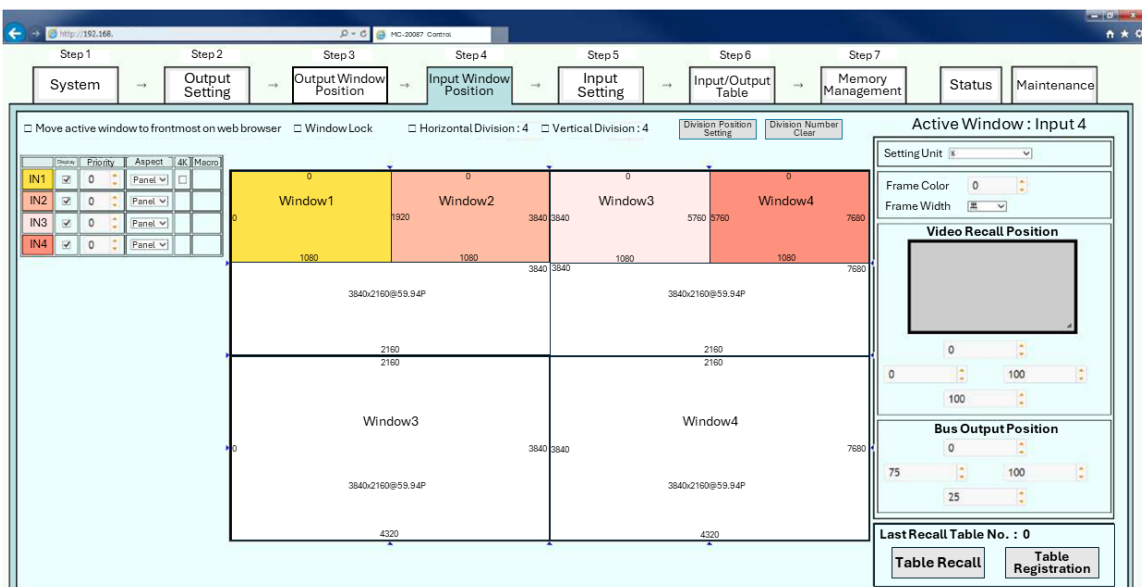 http://192.168.
MC-20087 Control
Step 1
Step 2
Step 3
Step 4
Step 5
Step 6
Step 7
System
→
Output
Setting
→
Output Window
Position
→
Input Window
Position
→
Input
Setting
→
Input/Output
Table
→
Memory
Management
Status
Maintenance
Move active window to frontmost on web browser
Window Lock
Horizontal Division : 4
Vertical Division : 4
Division Position
Setting
Division Number
Clear
Active Window : Input 4
Display Priority Aspect 4K Macro
IN1 0 Panel
IN2 0 Panel
IN3 0 Panel
IN4 0 Panel
0 0 0 0
Window1 Window2 Window3 Window4
0 1920 3840 3840 5760 5760 7680
1080 1080 1080 1080
3840 3840 7680
3840x2160@59.94P 3840x2160@59.94P
2160 2160
2160 2160
Window3 Window4
0 3840 3840 7680
3840x2160@59.94P 3840x2160@59.94P
4320 4320
Setting Unit
Frame Color 0
Frame Width 黒
Video Recall Position
0
0 100
100
Bus Output Position
0
75 100
25
Last Recall Table No. : 0
Table Recall
Table
Registration